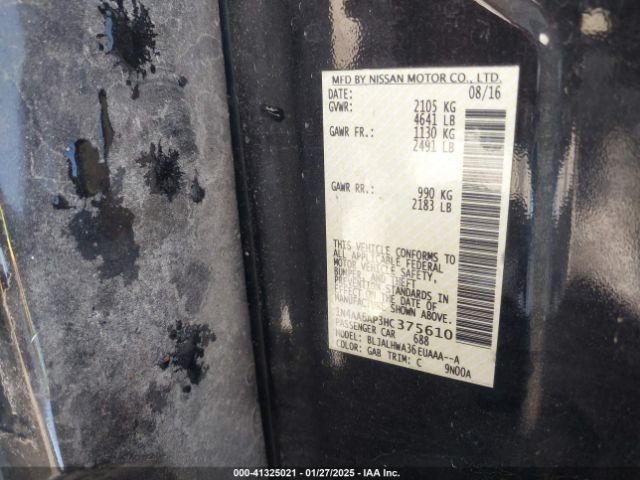 MFD BY NISSAN MOTOR CO., LTD.
DATE: 08/16
GVWR: 2105 KG
4641 LB
GAWR FR.: 1130 KG
2491 LB
GAWR RR.: 990 KG
2183 LB
THIS VEHICLE CONFORMS TO
ALL APPLICABLE FEDERAL
MOTOR VEHICLE SAFETY,
BUMPER, AND THEFT
PREVENTION STANDARDS IN
EFFECT ON THE DATE OF
MANUFACTURE SHOWN ABOVE.
1N4AA6AP3HC375610
PASSENGER CAR 688
MODEL: BLJALHWA36EUAAA--A
COLOR: GAB TRIM: C 9N00A
000-41325021 | 01/27/2025 | IAA Inc.